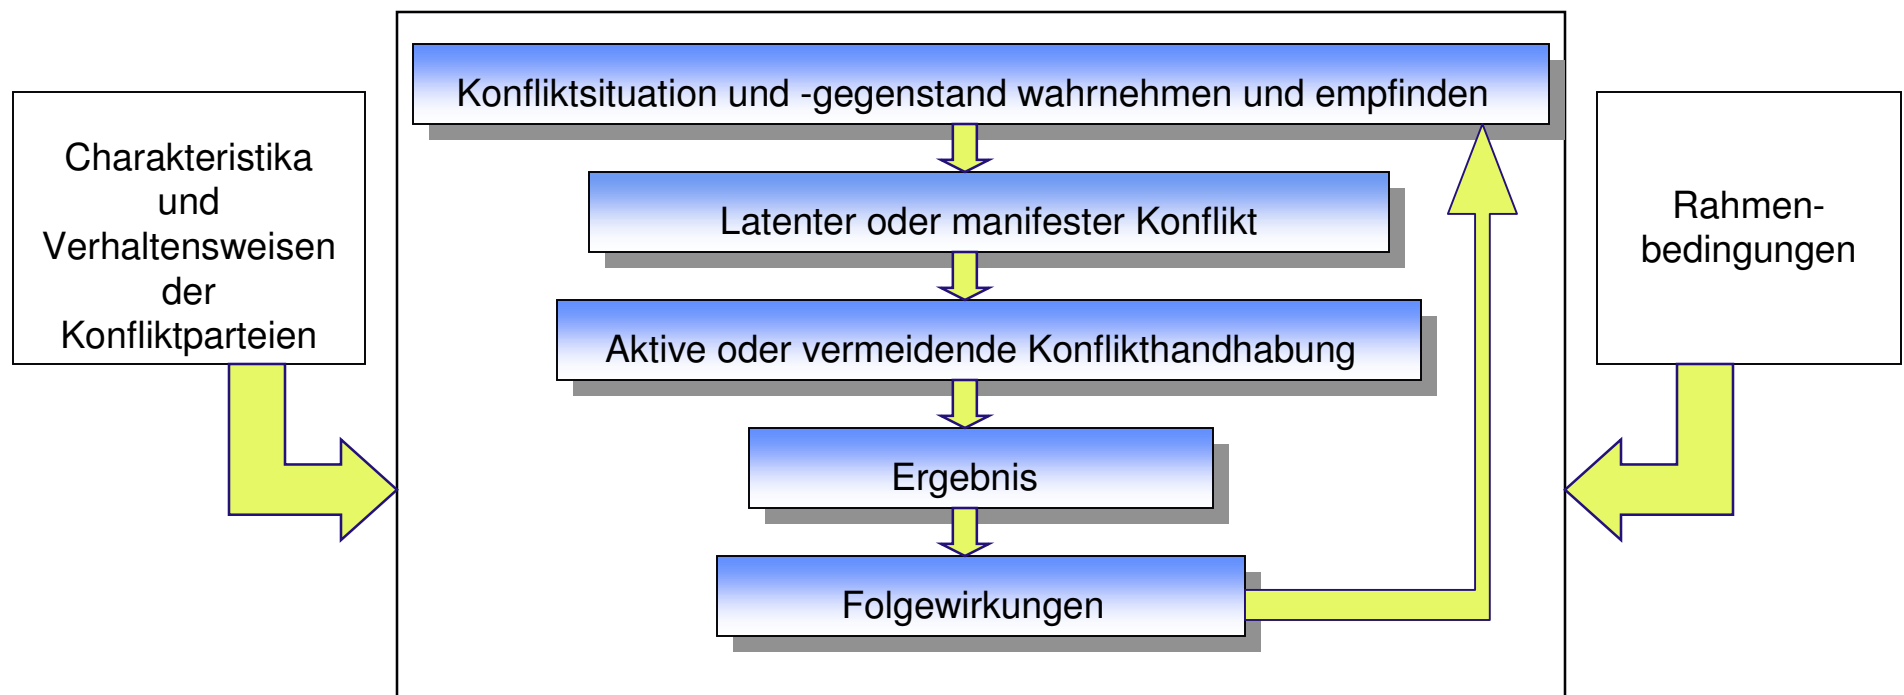 Konfliktsituation und -gegenstand wahrnehmen und empfinden
Charakteristika
und
Verhaltensweisen
der
Konfliktparteien
Latenter oder manifester Konflikt
Aktive oder vermeidende Konflikthandhabung
Ergebnis
Folgewirkungen
Rahmen-
bedingungen